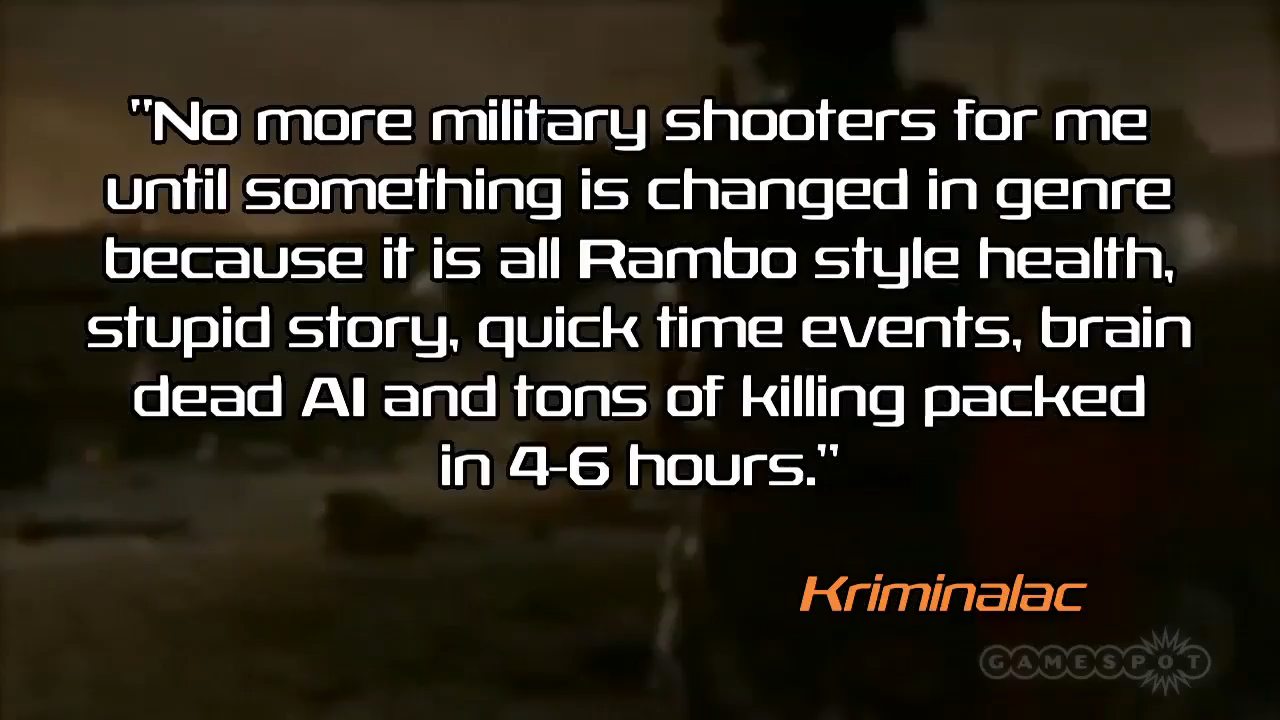 "No more military shooters for me
until something is changed in genre
because it is all Rambo style health,
stupid story, quick time events, brain
dead AI and tons of killing packed
in 4-6 hours."
Kriminalac
GAMESPOT